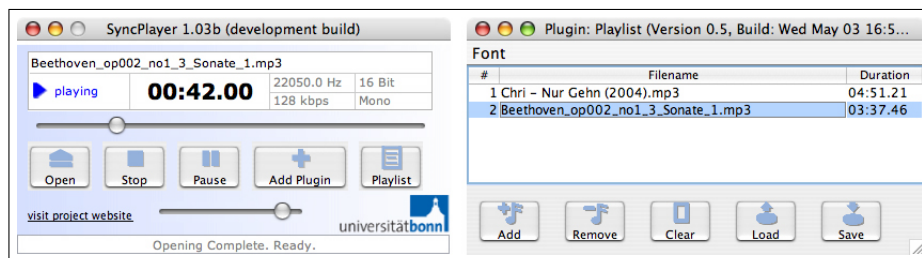 SyncPlayer 1.03b (development build)
Beethoven_op002_no1_3_Sonate_1.mp3
playing
00:42.00
22050.0 Hz
16 Bit
128 kbps
Mono
Open
Stop
Pause
Add Plugin
Playlist
visit project website
universitätbonn
Opening Complete. Ready.
Plugin: Playlist (Version 0.5, Build: Wed May 03 16:5...
Font
# Filename Duration
1 Chri - Nur Gehn (2004).mp3 04:51.21
2 Beethoven_op002_no1_3_Sonate_1.mp3 03:37.46
Add
Remove
Clear
Load
Save